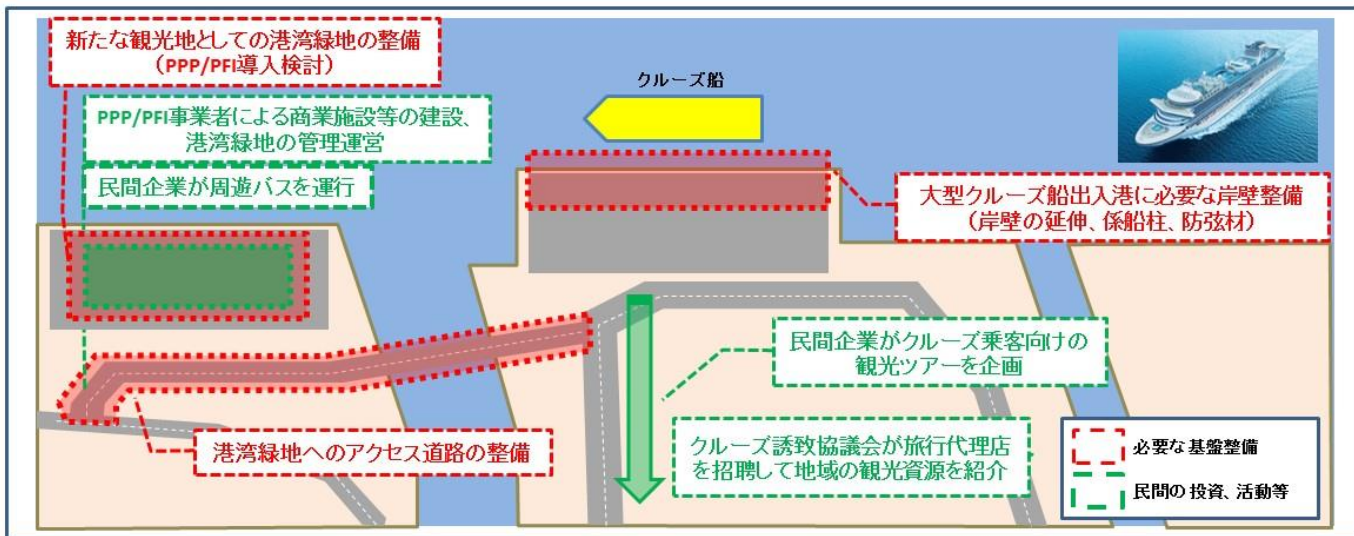 新たな観光地としての港湾緑地の整備
（PPP/PFI導入検討）
PPP/PFI事業者による商業施設等の建設、
港湾緑地の管理運営
民間企業が周遊バスを運行
クルーズ船
大型クルーズ船出入港に必要な岸壁整備
（岸壁の延伸、係船柱、防弦材）
民間企業がクルーズ乗客向けの
観光ツアーを企画
港湾緑地へのアクセス道路の整備
クルーズ誘致協議会が旅行代理店
を招聘して地域の観光資源を紹介
必要な基盤整備
民間の投資、活動等